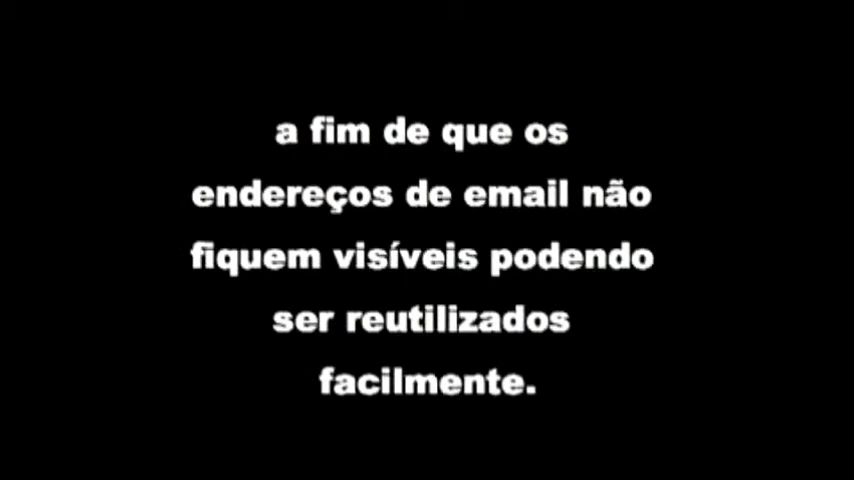 a fim de que os
endereços de email não
fiquem visíveis podendo
ser reutilizados
facilmente.